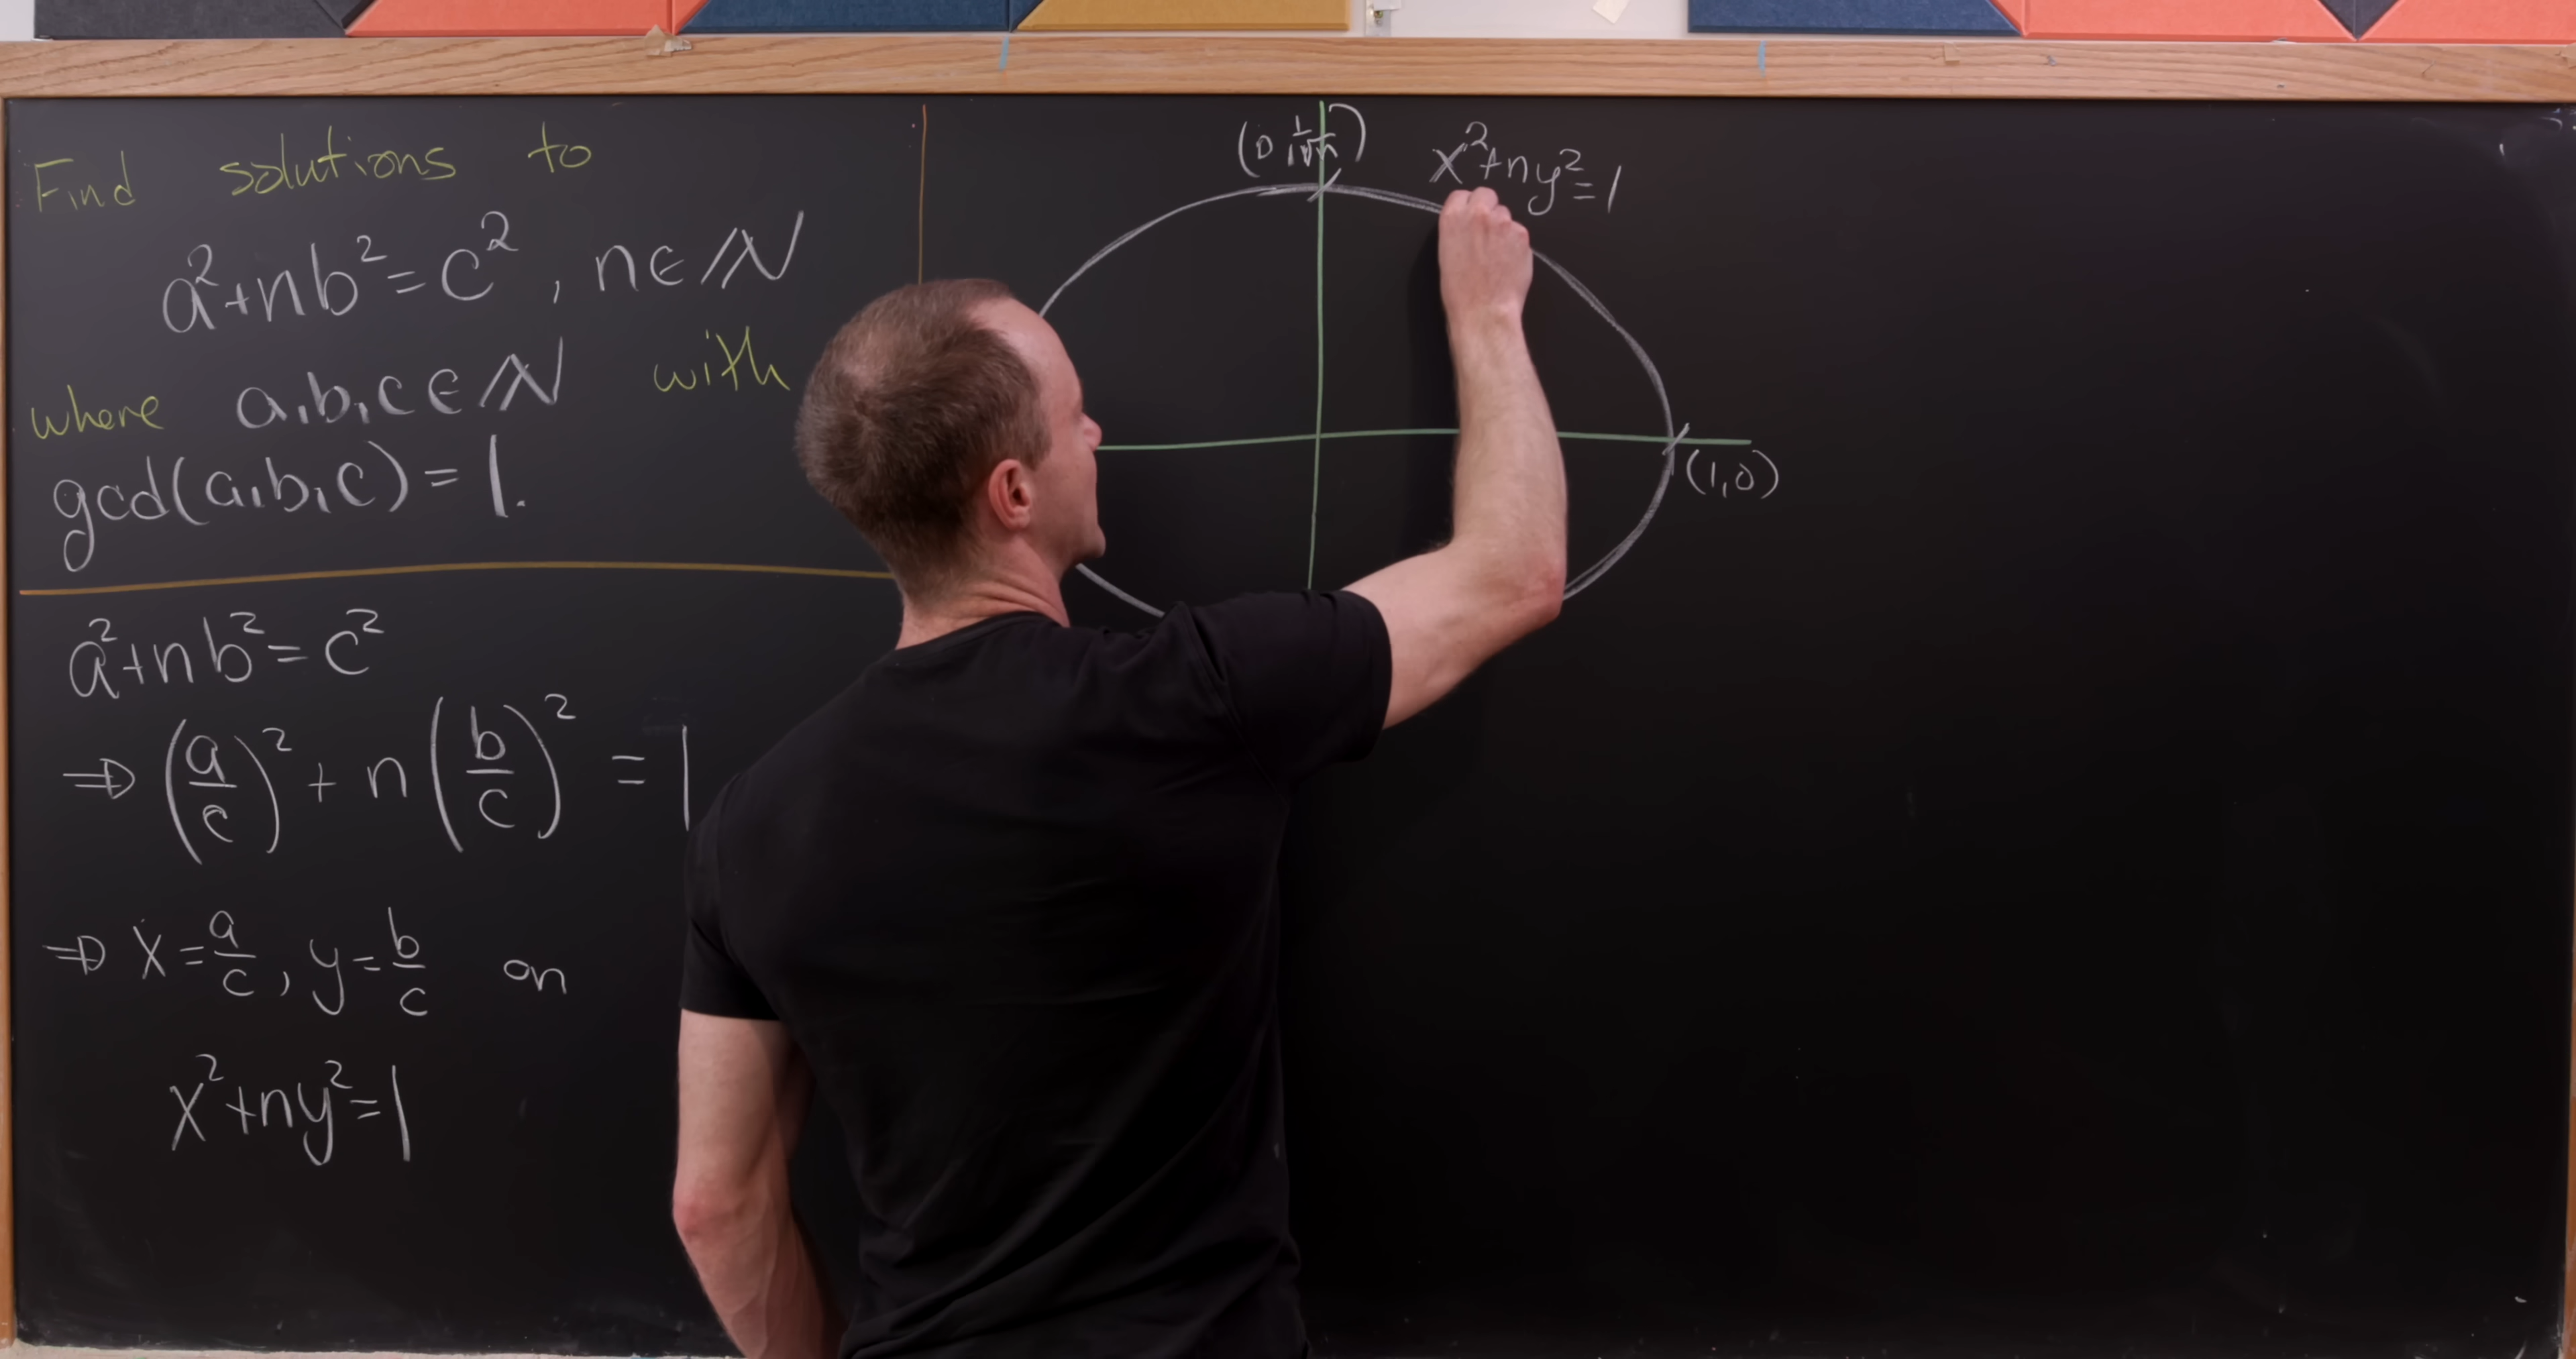 Find solutions to
a²+nb²=c², n∈ℕ
where a,b,c∈ℕ with
gcd(a,b,c)=1.
a²+nb²=c²
⇒(a/c)²+n(b/c)²=1
⇒x=a/c, y=b/c on
x²+ny²=1
(0, 1/√n)
x²+ny²=1
(1,0)